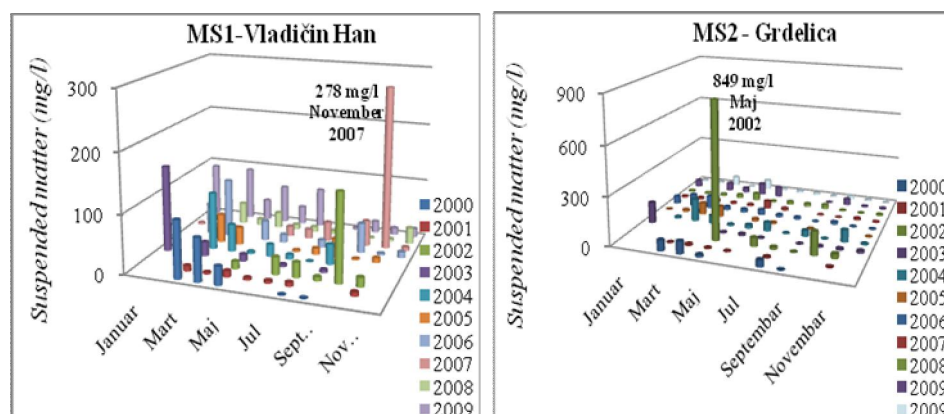 MS1-Vladičin Han
Suspended matter (mg/l)
300
200
100
0
278 mg/l
November
2007
Januar
Mart
Maj
Jul
Sept..
Nov..
2000
2001
2002
2003
2004
2005
2006
2007
2008
2009
MS2 - Grdelica
Suspended matter (mg/l)
900
600
300
0
849 mg/l
Maj
2002
Januar
Mart
Maj
Jul
Septembar
Novembar
2000
2001
2002
2003
2004
2005
2006
2007
2008
2009
2009